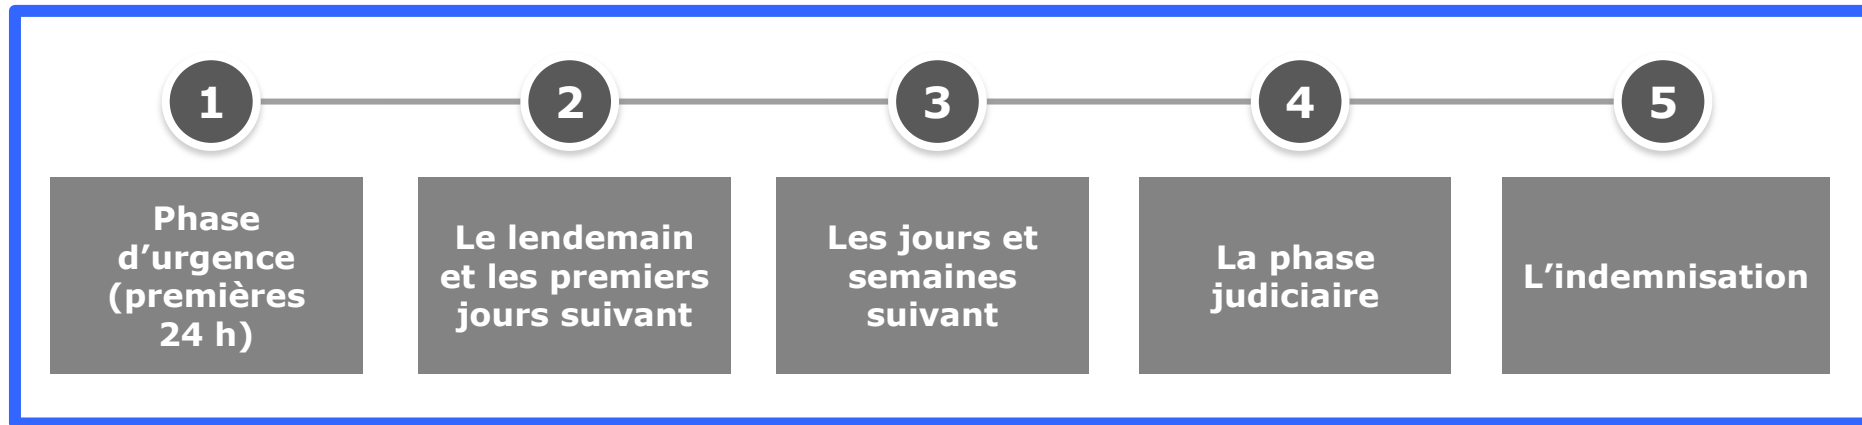 1
2
3
4
5
Phase
d’urgence
(premières
24 h)
Le lendemain
et les premiers
jours suivant
Les jours et
semaines
suivant
La phase
judiciaire
L’indemnisation